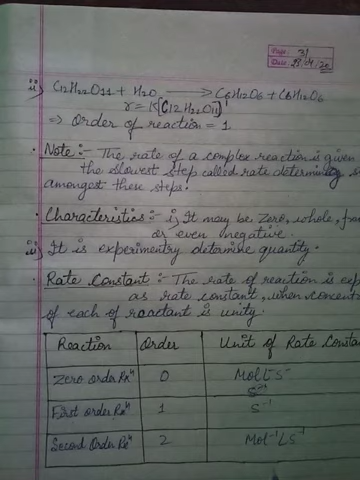 Page: 31
Date: 28/04/20
ii) C12H22O11 + H2O → C6H12O6 + C6H12O6
r = K[C12H22O11]¹
⇒ Order of reaction = 1
· Note:- The rate of a complex reaction is given
the slowest step called rate determing s
amongst these steps.
· Characteristics:- i) It may be zero, whole, fra
or even negative.
ii) It is experimentry detarmine quantity.
· Rate Constant:- The rate of reaction is exp
as rate constant, when concent
of each of reactant is unity.
Reaction Order Unit of Rate Consta
Zero Order Rxⁿ 0 Mol L⁻ S⁻
S⁻¹
First order Rxⁿ 1 S⁻¹
Second Order Rxⁿ 2 Mol⁻¹ L S⁻¹